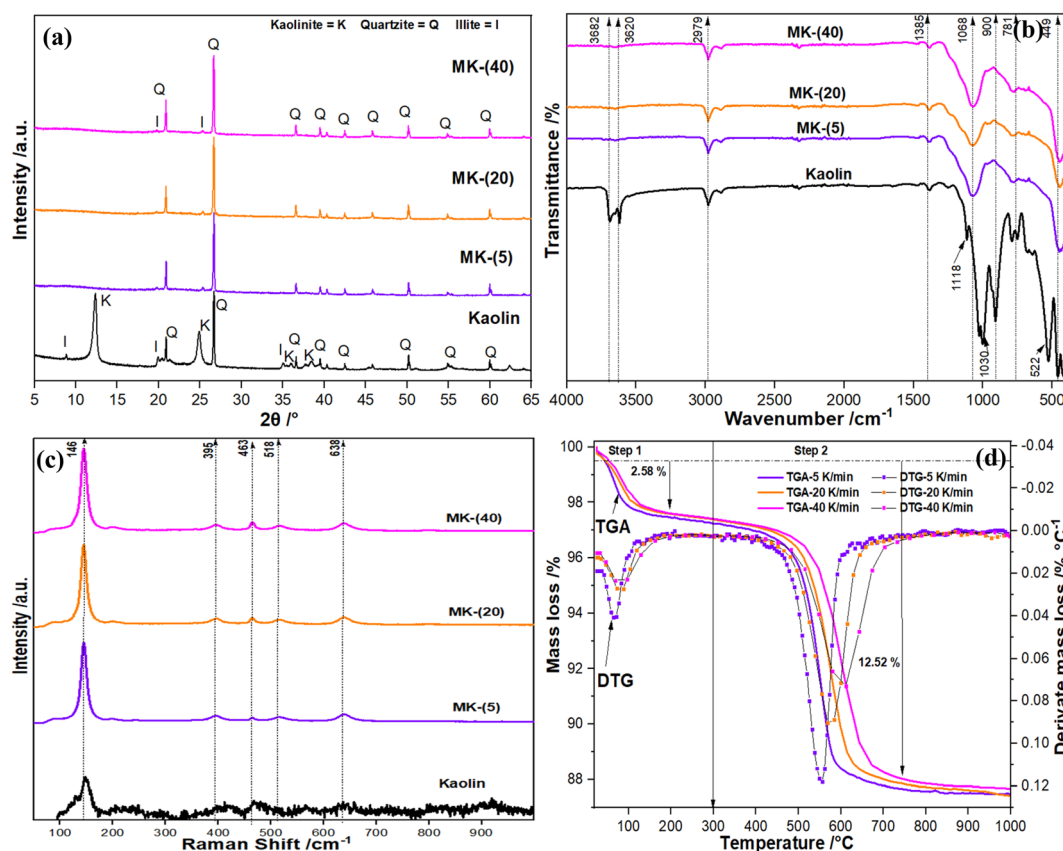 (a)
Kaolinite = K   Quartzite = Q   Illite = I
Q
MK-(40)
Q
I
I
Q
Q
Q
Q
Q
Q
Q
MK-(20)
MK-(5)
Kaolin
K
K
Q
I
Q
I
I
Q
K
K
Q
Q
Q
Q
Q
Intensity /a.u.
5 10 15 20 25 30 35 40 45 50 55 60 65
2θ /°
(b)
3682
3620
2979
1385
1068
900
781
449
MK-(40)
MK-(20)
MK-(5)
Kaolin
1118
1030
522
Transmittance /%
4000 3500 3000 2500 2000 1500 1000 500
Wavenumber /cm⁻¹
(c)
146
395
463
518
638
MK-(40)
MK-(20)
MK-(5)
Kaolin
Intensity /a.u.
100 200 300 400 500 600 700 800 900
Raman Shift /cm⁻¹
(d)
Step 1
Step 2
2.58 %
TGA-5 K/min
TGA-20 K/min
TGA-40 K/min
DTG-5 K/min
DTG-20 K/min
DTG-40 K/min
TGA
DTG
12.52 %
100
98
96
94
92
90
88
Mass loss /%
-0.04
-0.02
0.00
0.02
0.04
0.06
0.08
0.10
0.12
Derivate mass loss /% °C⁻¹
100 200 300 400 500 600 700 800 900 1000
Temperature /°C